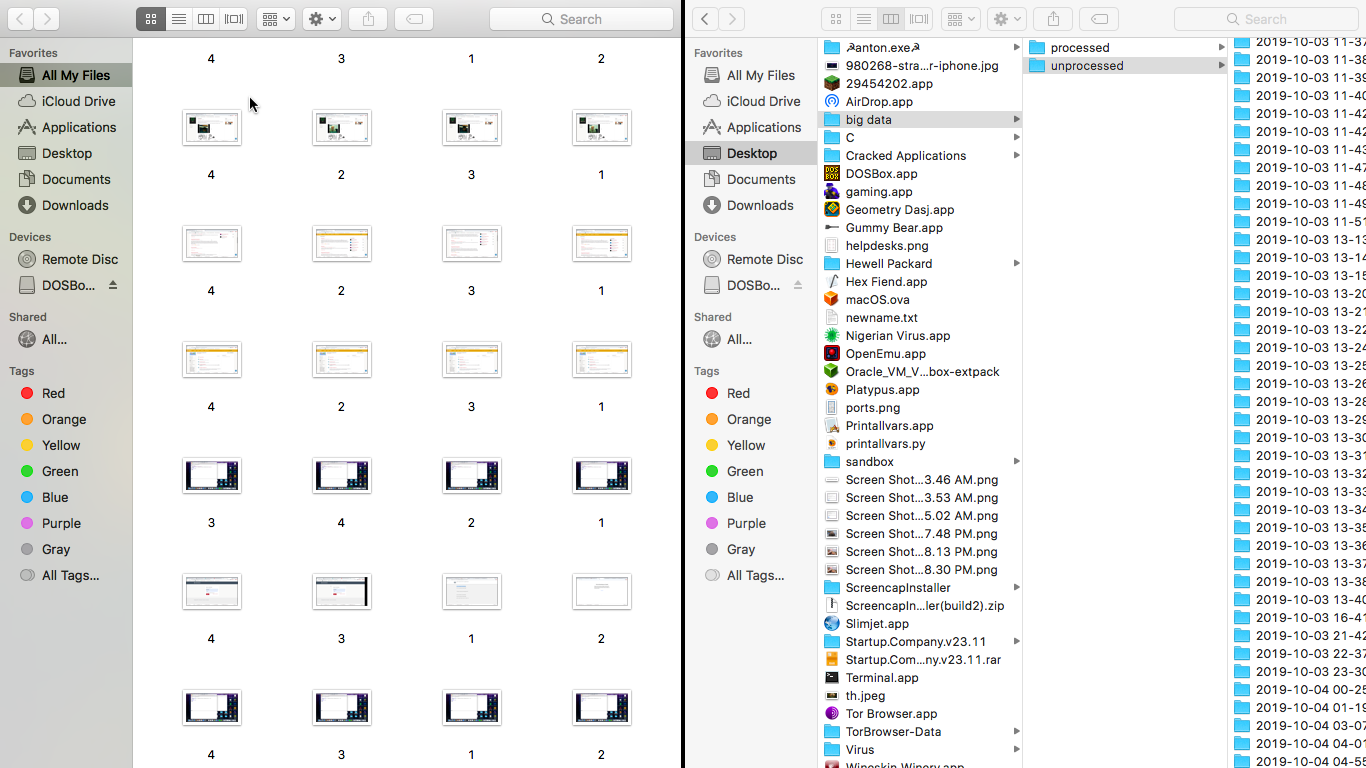 Search
Favorites
All My Files
iCloud Drive
Applications
Desktop
Documents
Downloads
Devices
Remote Disc
DOSBo...
Shared
All...
Tags
Red
Orange
Yellow
Green
Blue
Purple
Gray
All Tags...
4 3 1 2
4 2 3 1
4 2 3 1
4 2 3 1
3 4 2 1
4 3 1 2
4 3 1 2
Search
Favorites
All My Files
iCloud Drive
Applications
Desktop
Documents
Downloads
Devices
Remote Disc
DOSBo...
Shared
All...
Tags
Red
Orange
Yellow
Green
Blue
Purple
Gray
All Tags...
☭anton.exe☭
980268-stra...r-iphone.jpg
29454202.app
AirDrop.app
big data
C
Cracked Applications
DOSBox.app
gaming.app
Geometry Dasj.app
Gummy Bear.app
helpdesks.png
Hewell Packard
Hex Fiend.app
macOS.ova
newname.txt
Nigerian Virus.app
OpenEmu.app
Oracle_VM_V...box-extpack
Platypus.app
ports.png
Printallvars.app
printallvars.py
sandbox
Screen Shot...3.46 AM.png
Screen Shot...3.53 AM.png
Screen Shot...5.02 AM.png
Screen Shot...7.48 PM.png
Screen Shot...8.13 PM.png
Screen Shot...8.30 PM.png
ScreencapInstaller
ScreencapIn...ler(build2).zip
Slimjet.app
Startup.Company.v23.11
Startup.Com...ny.v23.11.rar
Terminal.app
th.jpeg
Tor Browser.app
TorBrowser-Data
Virus
Wineskin Winery.app
processed
unprocessed
2019-10-03 11-37
2019-10-03 11-38
2019-10-03 11-39
2019-10-03 11-40
2019-10-03 11-42
2019-10-03 11-42
2019-10-03 11-43
2019-10-03 11-47
2019-10-03 11-48
2019-10-03 11-49
2019-10-03 11-51
2019-10-03 13-13
2019-10-03 13-14
2019-10-03 13-15
2019-10-03 13-20
2019-10-03 13-21
2019-10-03 13-22
2019-10-03 13-24
2019-10-03 13-25
2019-10-03 13-26
2019-10-03 13-28
2019-10-03 13-29
2019-10-03 13-30
2019-10-03 13-31
2019-10-03 13-32
2019-10-03 13-33
2019-10-03 13-34
2019-10-03 13-35
2019-10-03 13-36
2019-10-03 13-37
2019-10-03 13-38
2019-10-03 13-40
2019-10-03 16-41
2019-10-03 21-42
2019-10-03 22-37
2019-10-03 23-30
2019-10-04 00-25
2019-10-04 01-19
2019-10-04 03-07
2019-10-04 04-01
2019-10-04 04-55